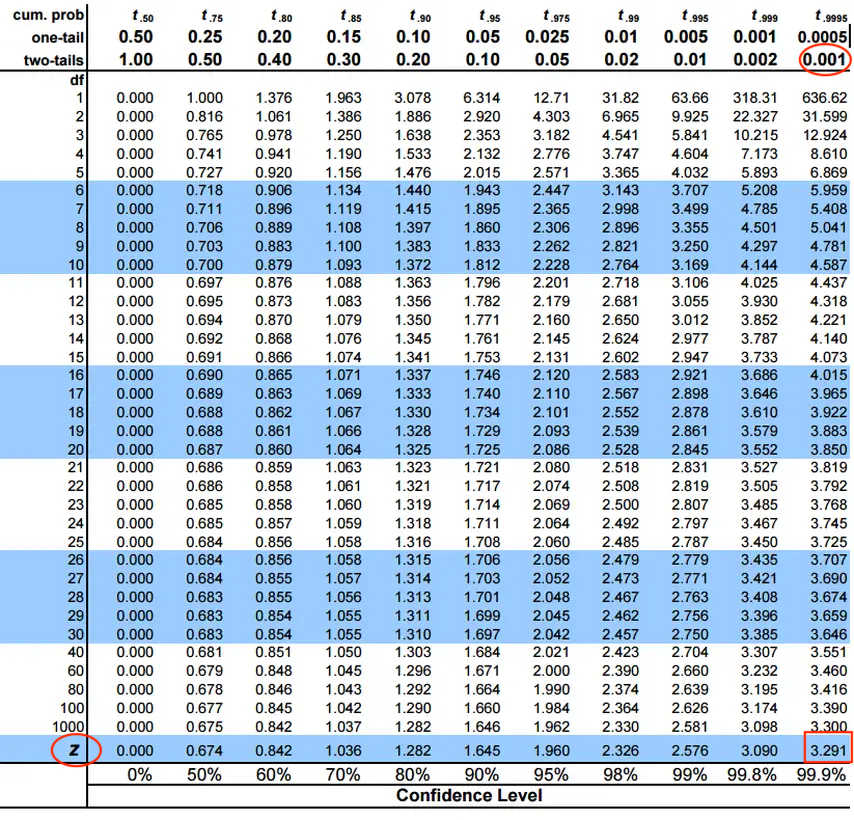 cum. prob t.50 t.75 t.80 t.85 t.90 t.95 t.975 t.99 t.995 t.999 t.9995
one-tail 0.50 0.25 0.20 0.15 0.10 0.05 0.025 0.01 0.005 0.001 0.0005
two-tails 1.00 0.50 0.40 0.30 0.20 0.10 0.05 0.02 0.01 0.002 0.001
df
1 0.000 1.000 1.376 1.963 3.078 6.314 12.71 31.82 63.66 318.31 636.62
2 0.000 0.816 1.061 1.386 1.886 2.920 4.303 6.965 9.925 22.327 31.599
3 0.000 0.765 0.978 1.250 1.638 2.353 3.182 4.541 5.841 10.215 12.924
4 0.000 0.741 0.941 1.190 1.533 2.132 2.776 3.747 4.604 7.173 8.610
5 0.000 0.727 0.920 1.156 1.476 2.015 2.571 3.365 4.032 5.893 6.869
6 0.000 0.718 0.906 1.134 1.440 1.943 2.447 3.143 3.707 5.208 5.959
7 0.000 0.711 0.896 1.119 1.415 1.895 2.365 2.998 3.499 4.785 5.408
8 0.000 0.706 0.889 1.108 1.397 1.860 2.306 2.896 3.355 4.501 5.041
9 0.000 0.703 0.883 1.100 1.383 1.833 2.262 2.821 3.250 4.297 4.781
10 0.000 0.700 0.879 1.093 1.372 1.812 2.228 2.764 3.169 4.144 4.587
11 0.000 0.697 0.876 1.088 1.363 1.796 2.201 2.718 3.106 4.025 4.437
12 0.000 0.695 0.873 1.083 1.356 1.782 2.179 2.681 3.055 3.930 4.318
13 0.000 0.694 0.870 1.079 1.350 1.771 2.160 2.650 3.012 3.852 4.221
14 0.000 0.692 0.868 1.076 1.345 1.761 2.145 2.624 2.977 3.787 4.140
15 0.000 0.691 0.866 1.074 1.341 1.753 2.131 2.602 2.947 3.733 4.073
16 0.000 0.690 0.865 1.071 1.337 1.746 2.120 2.583 2.921 3.686 4.015
17 0.000 0.689 0.863 1.069 1.333 1.740 2.110 2.567 2.898 3.646 3.965
18 0.000 0.688 0.862 1.067 1.330 1.734 2.101 2.552 2.878 3.610 3.922
19 0.000 0.688 0.861 1.066 1.328 1.729 2.093 2.539 2.861 3.579 3.883
20 0.000 0.687 0.860 1.064 1.325 1.725 2.086 2.528 2.845 3.552 3.850
21 0.000 0.686 0.859 1.063 1.323 1.721 2.080 2.518 2.831 3.527 3.819
22 0.000 0.686 0.858 1.061 1.321 1.717 2.074 2.508 2.819 3.505 3.792
23 0.000 0.685 0.858 1.060 1.319 1.714 2.069 2.500 2.807 3.485 3.768
24 0.000 0.685 0.857 1.059 1.318 1.711 2.064 2.492 2.797 3.467 3.745
25 0.000 0.684 0.856 1.058 1.316 1.708 2.060 2.485 2.787 3.450 3.725
26 0.000 0.684 0.856 1.058 1.315 1.706 2.056 2.479 2.779 3.435 3.707
27 0.000 0.684 0.855 1.057 1.314 1.703 2.052 2.473 2.771 3.421 3.690
28 0.000 0.683 0.855 1.056 1.313 1.701 2.048 2.467 2.763 3.408 3.674
29 0.000 0.683 0.854 1.055 1.311 1.699 2.045 2.462 2.756 3.396 3.659
30 0.000 0.683 0.854 1.055 1.310 1.697 2.042 2.457 2.750 3.385 3.646
40 0.000 0.681 0.851 1.050 1.303 1.684 2.021 2.423 2.704 3.307 3.551
60 0.000 0.679 0.848 1.045 1.296 1.671 2.000 2.390 2.660 3.232 3.460
80 0.000 0.678 0.846 1.043 1.292 1.664 1.990 2.374 2.639 3.195 3.416
100 0.000 0.677 0.845 1.042 1.290 1.660 1.984 2.364 2.626 3.174 3.390
1000 0.000 0.675 0.842 1.037 1.282 1.646 1.962 2.330 2.581 3.098 3.300
z 0.000 0.674 0.842 1.036 1.282 1.645 1.960 2.326 2.576 3.090 3.291
0% 50% 60% 70% 80% 90% 95% 98% 99% 99.8% 99.9%
Confidence Level